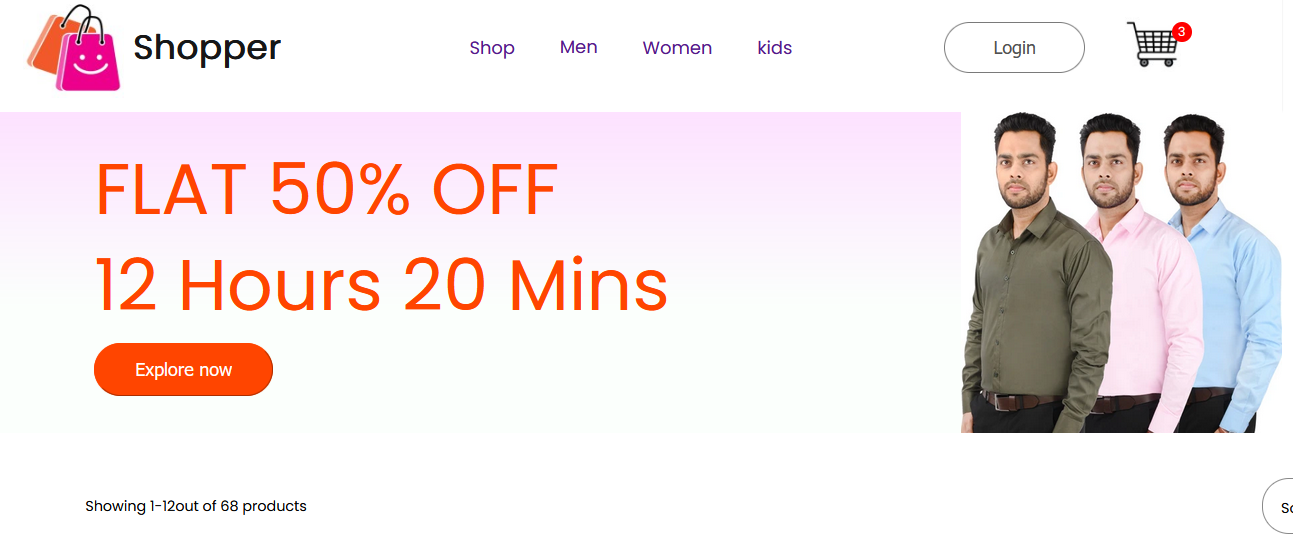 Shopper
Shop Men Women kids
Login
3
FLAT 50% OFF
12 Hours 20 Mins
Explore now
Showing 1-12out of 68 products